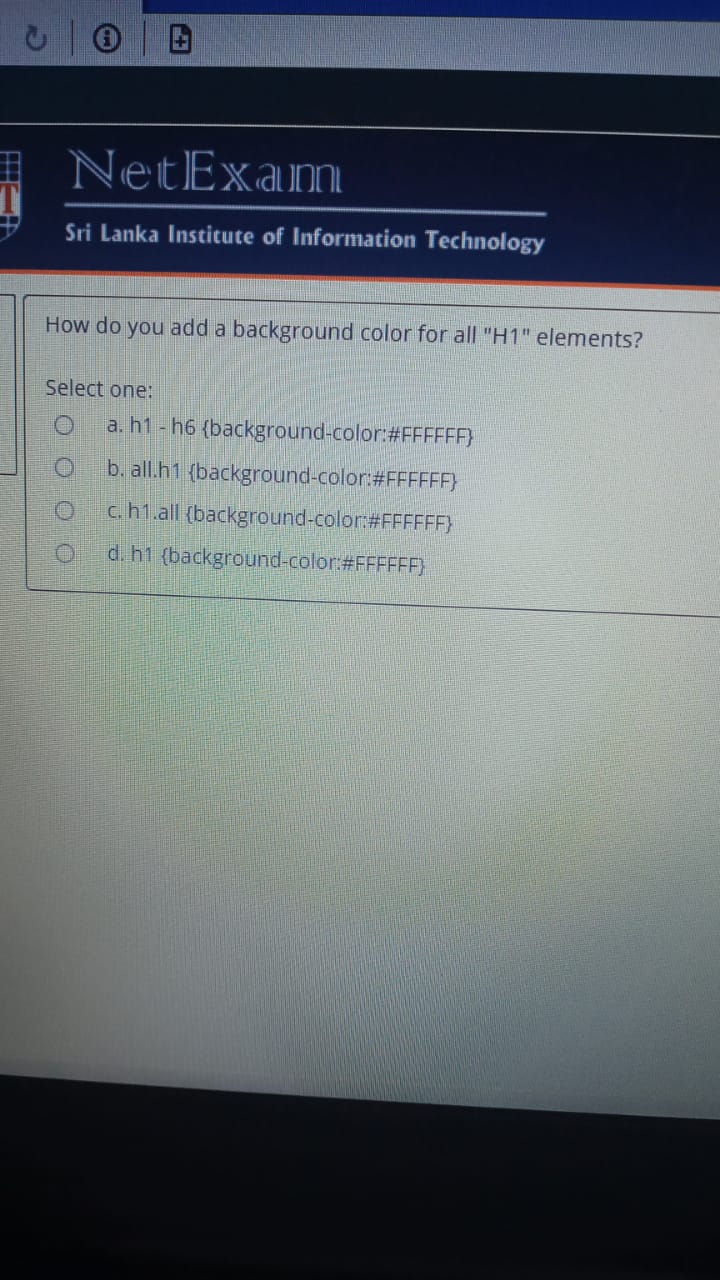 NetExam
Sri Lanka Institute of Information Technology
How do you add a background color for all "H1" elements?
Select one:
a. h1 - h6 {background-color:#FFFFFF}
b. all.h1 {background-color:#FFFFFF}
c. h1.all {background-color:#FFFFFF}
d. h1 {background-color:#FFFFFF}